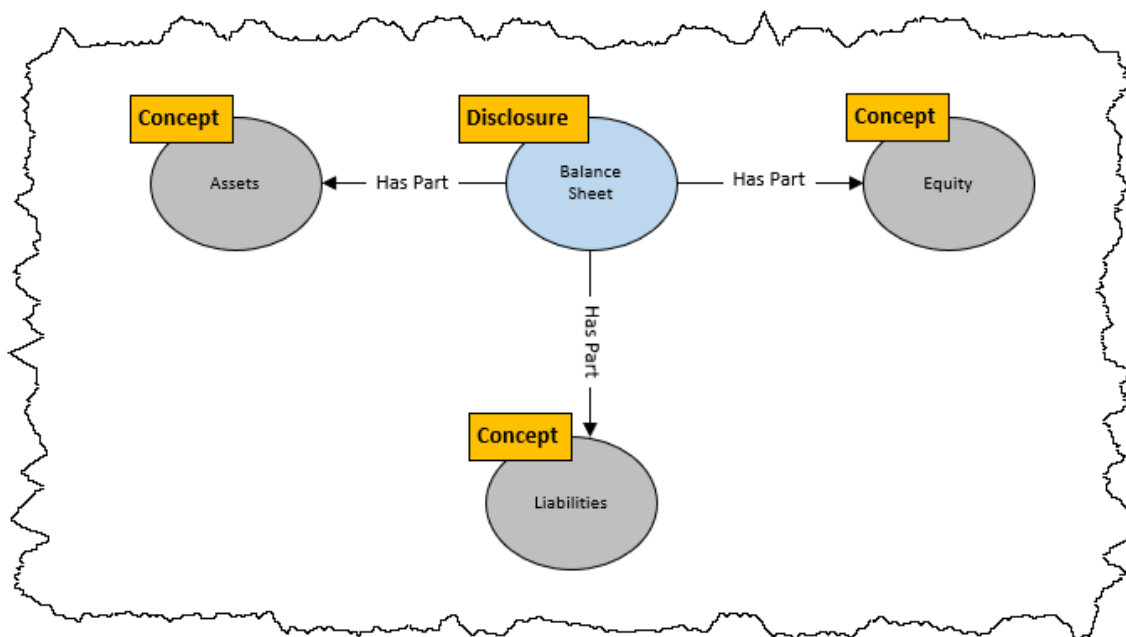 Concept
Disclosure
Concept
Assets
Has Part
Balance
Sheet
Has Part
Equity
Has Part
Concept
Liabilities